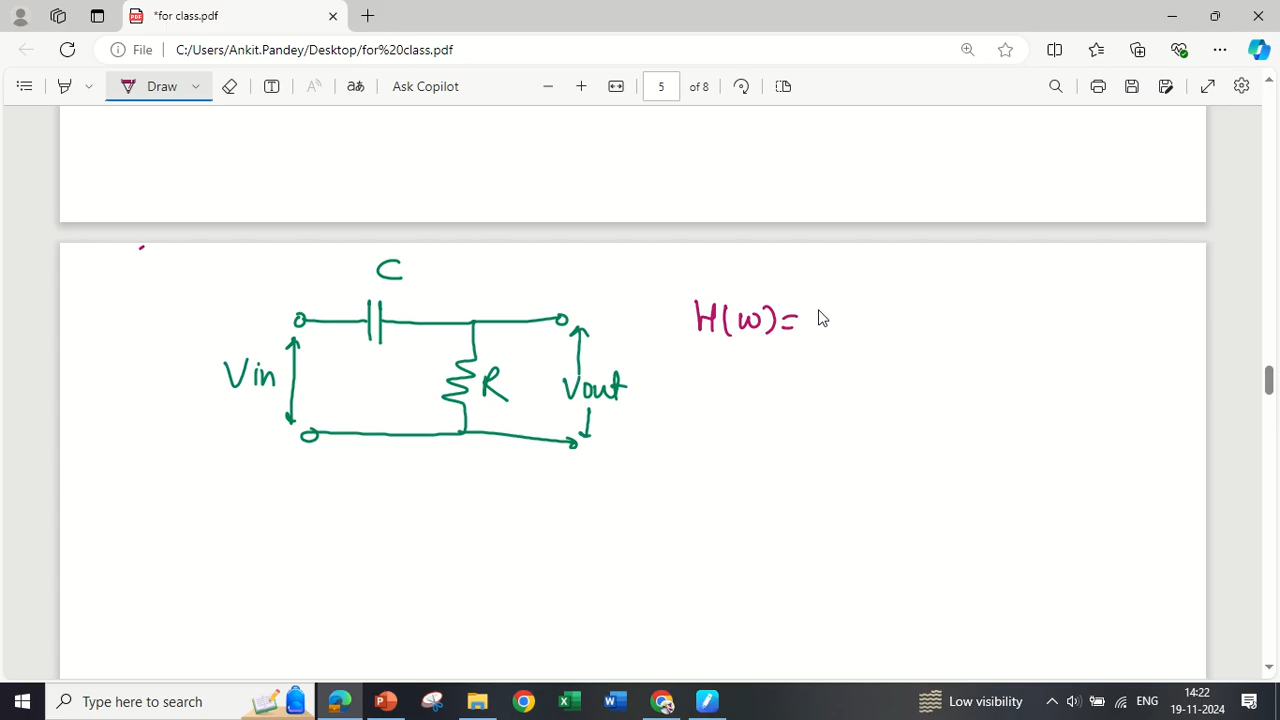 *for class.pdf
File C:/Users/Ankit.Pandey/Desktop/for%20class.pdf
Draw Ask Copilot 5 of 8
C
H(w)=
Vin R Vout
Type here to search Low visibility ENG 14:22
19-11-2024